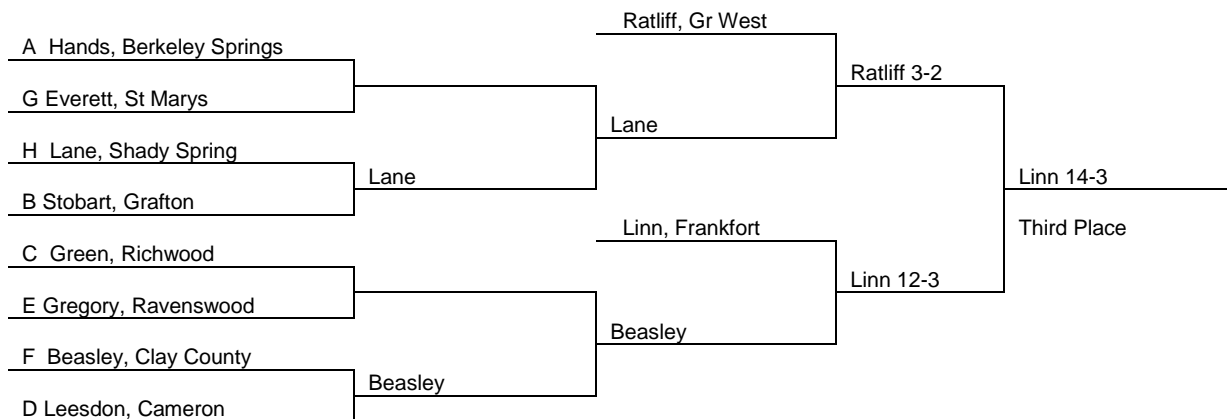 Ratliff, Gr West
A Hands, Berkeley Springs
Ratliff 3-2
G Everett, St Marys
Lane
H Lane, Shady Spring
Lane
Linn 14-3
B Stobart, Grafton
Linn, Frankfort
Third Place
C Green, Richwood
Linn 12-3
E Gregory, Ravenswood
Beasley
F Beasley, Clay County
Beasley
D Leesdon, Cameron